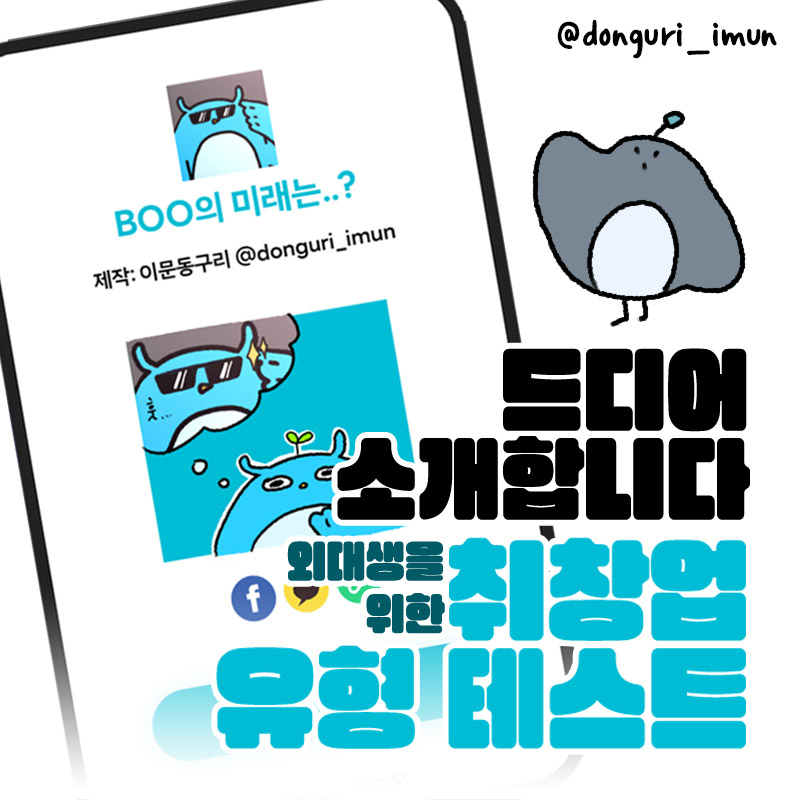 @donguri_imun
BOO의 미래는..?
제작: 이문동구리 @donguri_imun
훗...
드디어
소개합니다
외대생을
위한
취창업
유형 테스트
f